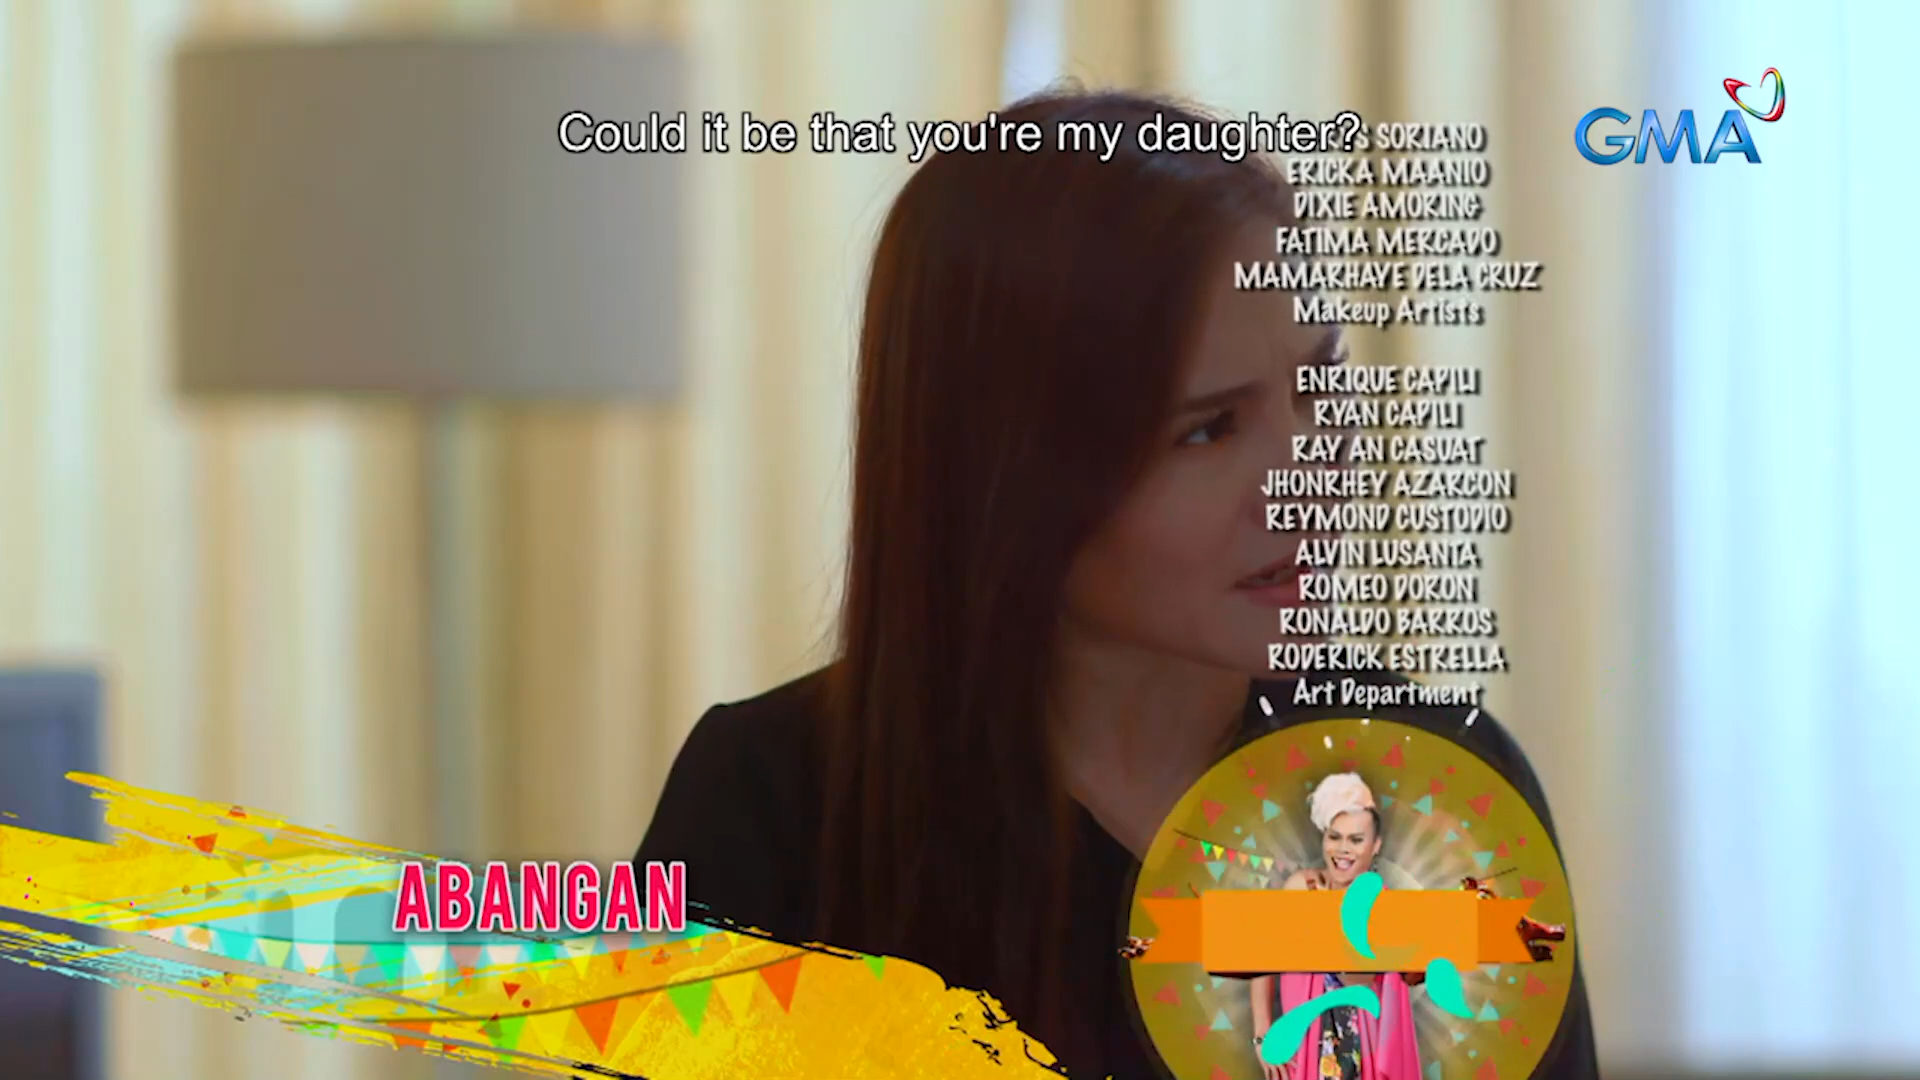 Could it be that you're my daughter?
GMA
SORIANO
ERICKA MAANIO
DIXIE AMORING
FATIMA MERCADO
MAMARHAYE DELA CRUZ
Makeup Artists
ENRIQUE CAPILI
RYAN CAPILI
RAY AN CASUAT
JHONRHEY AZARCON
REYMOND CUSTODIO
ALVIN LUSANTA
ROMEO DORON
RONALDO BARROS
RODERICK ESTRELLA
Art Department
ABANGAN